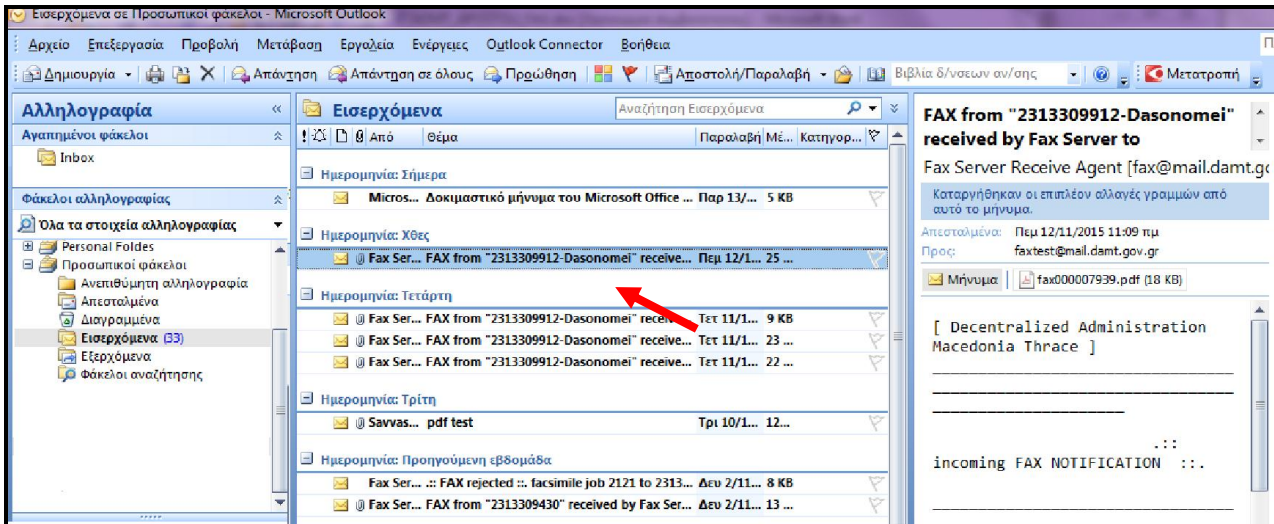 Εισερχόμενα σε Προσωπικοί φάκελοι - Microsoft Outlook
Αρχείο Επεξεργασία Προβολή Μετάβαση Εργαλεία Ενέργειες Outlook Connector Βοήθεια
Δημιουργία Απάντηση Απάντηση σε όλους Προώθηση Αποστολή/Παραλαβή Βιβλία δ/νσεων αν/σης Μετατροπή
Αλληλογραφία «
Αγαπημένοι φάκελοι
Inbox
Φάκελοι αλληλογραφίας
Όλα τα στοιχεία αλληλογραφίας
Personal Foldes
Προσωπικοί φάκελοι
Ανεπιθύμητη αλληλογραφία
Απεσταλμένα
Διαγραμμένα
Εισερχόμενα (33)
Εξερχόμενα
Φάκελοι αναζήτησης
Εισερχόμενα Αναζήτηση Εισερχόμενα
Από Θέμα Παραλαβή Μέ... Κατηγορ...
Ημερομηνία: Σήμερα
Micros... Δοκιμαστικό μήνυμα του Microsoft Office ... Παρ 13/... 5 KB
Ημερομηνία: Χθες
Fax Ser... FAX from "2313309912-Dasonomei" receive... Πεμ 12/1... 25 ...
Ημερομηνία: Τετάρτη
Fax Ser... FAX from "2313309912-Dasonomei" receiv... Τετ 11/1... 9 KB
Fax Ser... FAX from "2313309912-Dasonomei" receive... Τετ 11/1... 23 ...
Fax Ser... FAX from "2313309912-Dasonomei" receive... Τετ 11/1... 22 ...
Ημερομηνία: Τρίτη
Savvas... pdf test Τρι 10/1... 12...
Ημερομηνία: Προηγούμενη εβδομάδα
Fax Ser... .:: FAX rejected ::. facsimile job 2121 to 2313... Δευ 2/11... 8 KB
Fax Ser... FAX from "2313309430" received by Fax Ser... Δευ 2/11... 13 ...
FAX from "2313309912-Dasonomei"
received by Fax Server to
Fax Server Receive Agent [fax@mail.damt.go
Καταργήθηκαν οι επιπλέον αλλαγές γραμμών από
αυτό το μήνυμα.
Απεσταλμένα: Πεμ 12/11/2015 11:09 πμ
Προς: faxtest@mail.damt.gov.gr
Μήνυμα fax000007939.pdf (18 KB)
[ Decentralized Administration
Macedonia Thrace ]
.::
incoming FAX NOTIFICATION ::.